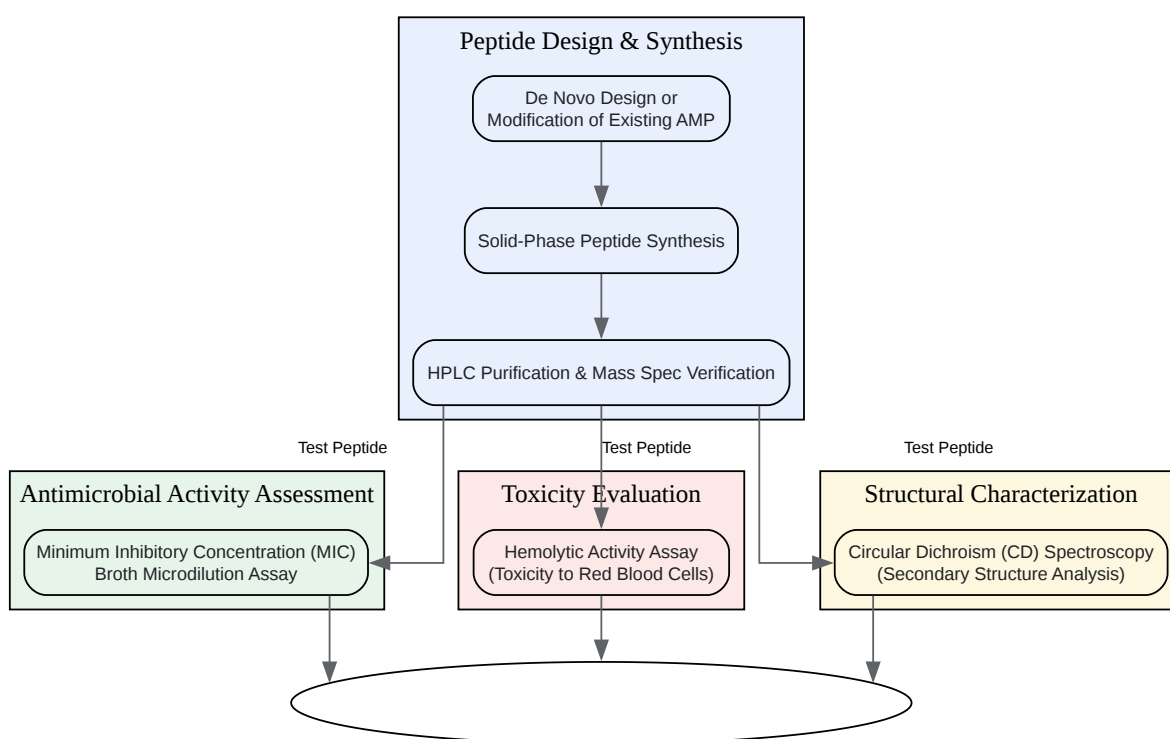 Peptide Design & Synthesis
De Novo Design or
Modification of Existing AMP
Solid-Phase Peptide Synthesis
HPLC Purification & Mass Spec Verification
Test Peptide
Test Peptide
Test Peptide
Antimicrobial Activity Assessment
Minimum Inhibitory Concentration (MIC)
Broth Microdilution Assay
Toxicity Evaluation
Hemolytic Activity Assay
(Toxicity to Red Blood Cells)
Structural Characterization
Circular Dichroism (CD) Spectroscopy
(Secondary Structure Analysis)